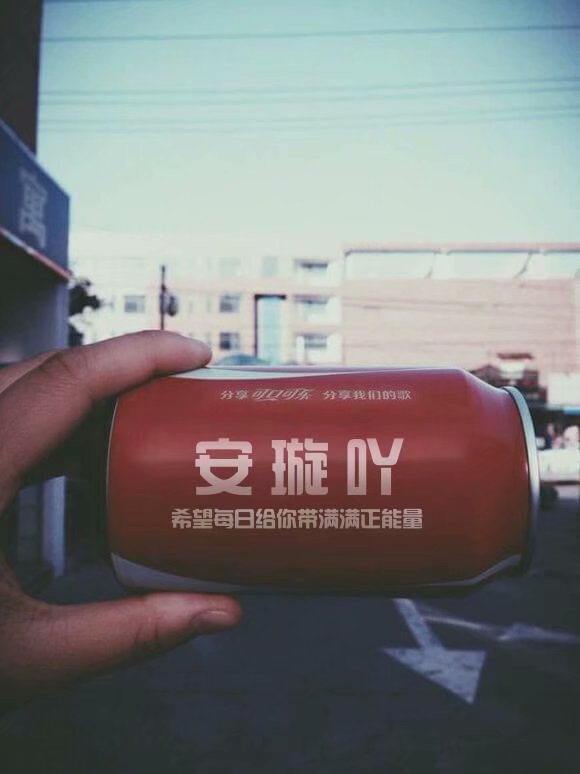 分享可口可乐 分享我们的歌
安璇吖
希望每日给你带满满正能量